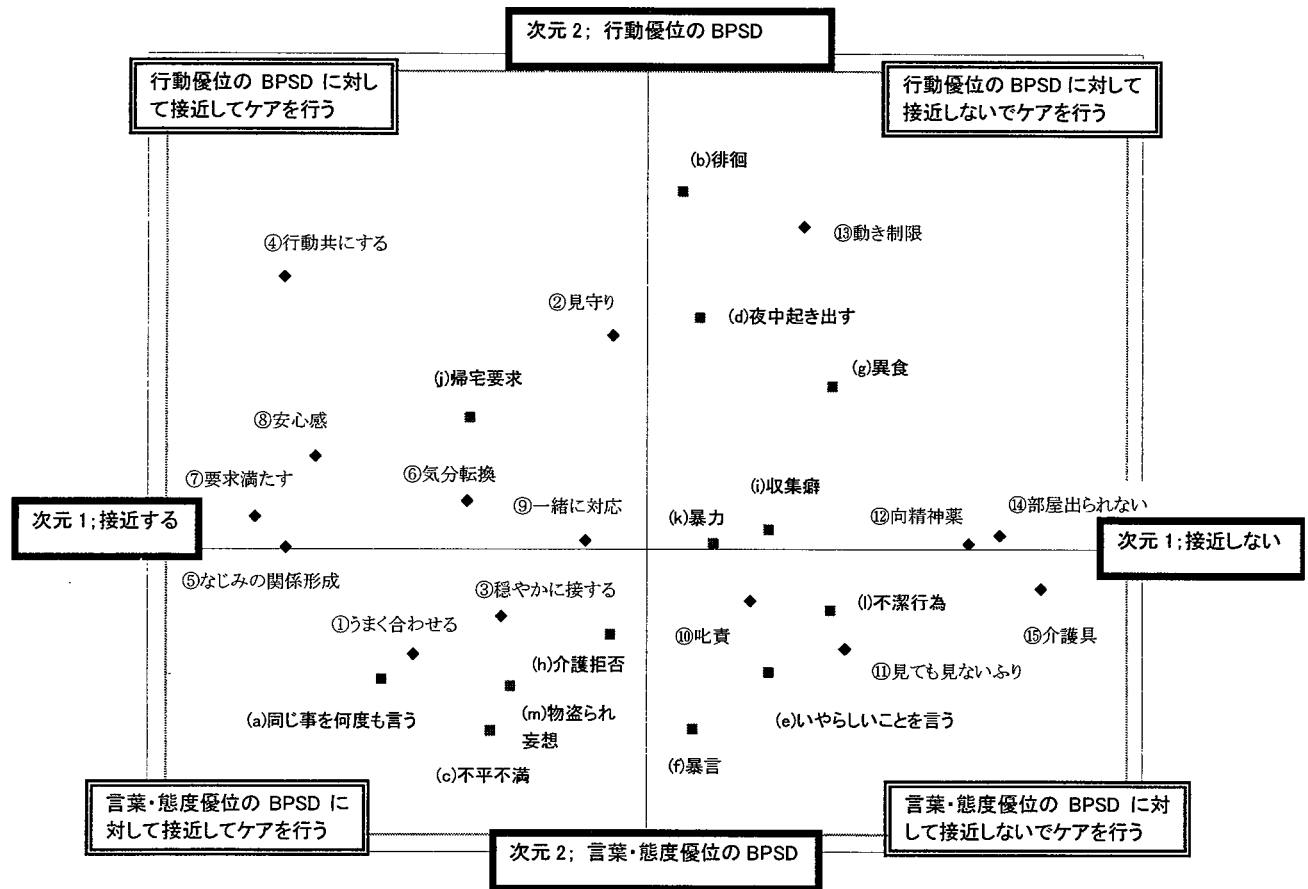 次元 2; 行動優位の BPSD
行動優位の BPSD に対し
て接近してケアを行う
行動優位の BPSD に対して
接近しないでケアを行う
(b)徘徊
④行動共にする
⑬動き制限
②見守り
(d)夜中起き出す
(g)異食
(j)帰宅要求
⑧安心感
⑦要求満たす
⑥気分転換
(i)収集癖
⑨一緒に対応
(k)暴力
⑫向精神薬
⑭部屋出られない
次元 1;接近する
次元 1;接近しない
⑤なじみの関係形成
③穏やかに接する
(l)不潔行為
①うまく合わせる
⑩叱責
⑮介護具
(h)介護拒否
⑪見ても見ないふり
(a)同じ事を何度も言う
(m)物盗られ
妄想
(e)いやらしいことを言う
(c)不平不満
(f)暴言
言葉・態度優位の BPSD に
対して接近してケアを行う
言葉・態度優位の BPSD に対
して接近しないでケアを行う
次元 2; 言葉・態度優位の BPSD